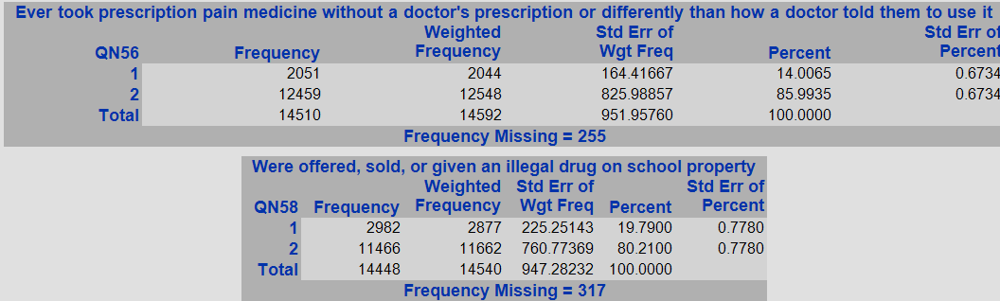 Ever took prescription pain medicine without a doctor's prescription or differently than how a doctor told them to use it
Weighted Std Err of Std Err of
QN56 Frequency Frequency Wgt Freq Percent Percent
1 2051 2044 164.41667 14.0065 0.6734
2 12459 12548 825.98857 85.9935 0.6734
Total 14510 14592 951.95760 100.0000
Frequency Missing = 255
Were offered, sold, or given an illegal drug on school property
Weighted Std Err of Std Err of
QN58 Frequency Frequency Wgt Freq Percent Percent
1 2982 2877 225.25143 19.7900 0.7780
2 11466 11662 760.77369 80.2100 0.7780
Total 14448 14540 947.28232 100.0000
Frequency Missing = 317